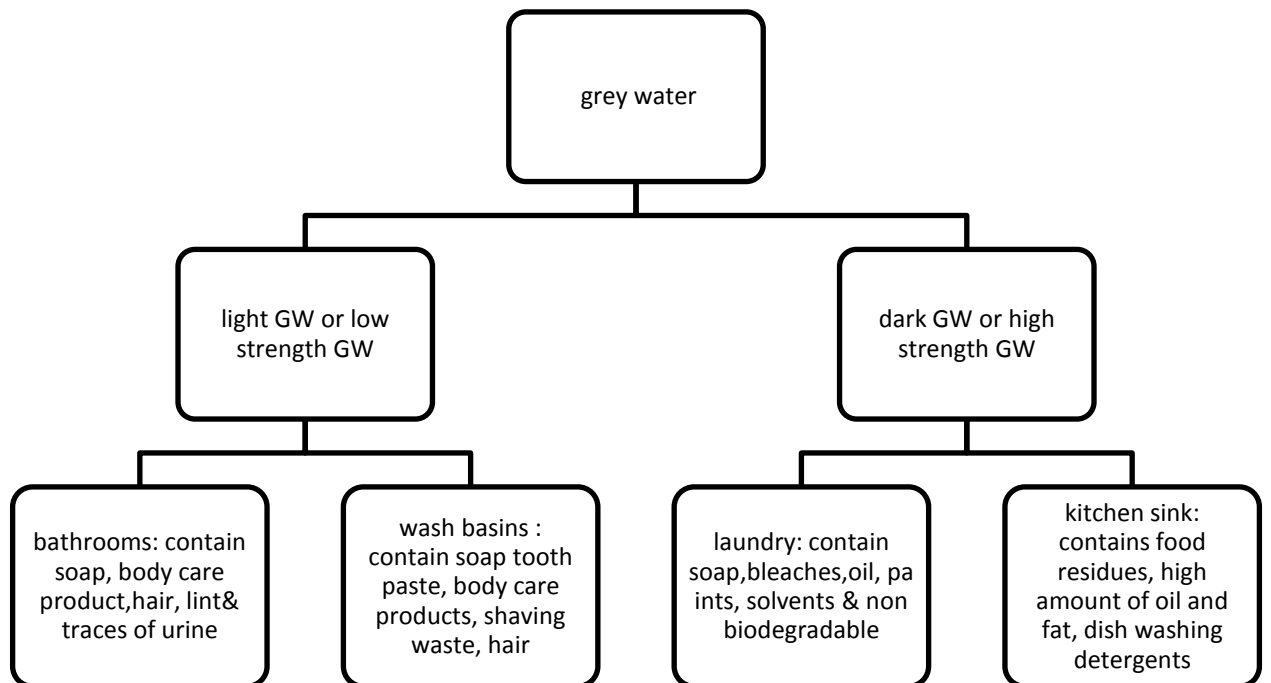 grey water
light GW or low
strength GW
dark GW or high
strength GW
bathrooms: contain
soap, body care
product,hair, lint&
traces of urine
wash basins :
contain soap tooth
paste, body care
products, shaving
waste, hair
laundry: contain
soap,bleaches,oil, pa
ints, solvents & non
biodegradable
kitchen sink:
contains food
residues, high
amount of oil and
fat, dish washing
detergents